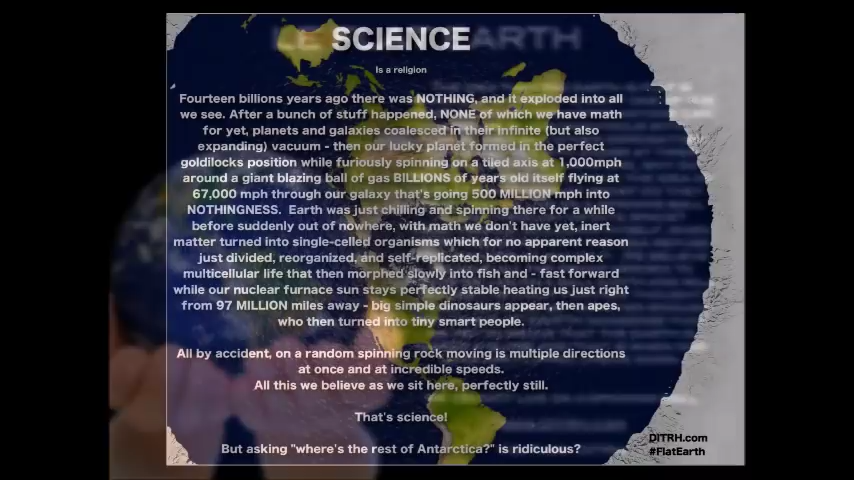 SCIENCE
Is a religion
Fourteen billions years ago there was NOTHING, and it exploded into all
we see. After a bunch of stuff happened, NONE of which we have math
for yet, planets and galaxies coalesced in their infinite (but also
expanding) vacuum - then our lucky planet formed in the perfect
goldilocks position while furiously spinning on a tiled axis at 1,000mph
around a giant blazing ball of gas BILLIONS of years old itself flying at
67,000 mph through our galaxy that's going 500 MILLION mph into
NOTHINGNESS. Earth was just chilling and spinning there for a while
before suddenly out of nowhere, with math we don't have yet, inert
matter turned into single-celled organisms which for no apparent reason
just divided, reorganized, and self-replicated, becoming complex
multicellular life that then morphed slowly into fish and - fast forward
while our nuclear furnace sun stays perfectly stable heating us just right
from 97 MILLION miles away - big simple dinosaurs appear, then apes,
who then turned into tiny smart people.
All by accident, on a random spinning rock moving is multiple directions
at once and at incredible speeds.
All this we believe as we sit here, perfectly still.
That's science!
But asking "where's the rest of Antarctica?" is ridiculous?
DITRH.com
#FlatEarth